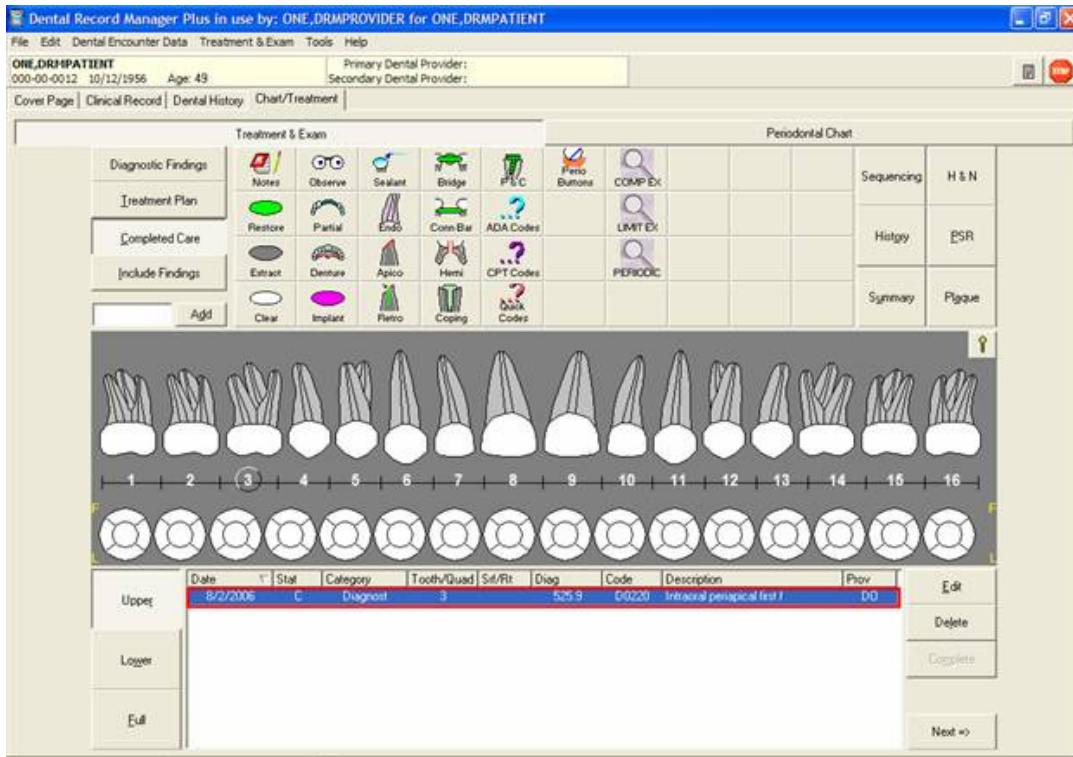 Dental Record Manager Plus in use by: ONE,DRMPROVIDER for ONE,DRMPATIENT
File Edit Dental Encounter Data Treatment & Exam Tools Help
ONE,DRMPATIENT Primary Dental Provider:
000-00-0012 10/12/1956 Age: 49 Secondary Dental Provider:
STOP
Cover Page Clinical Record Dental History Chart/Treatment
Treatment & Exam Periodontal Chart
Diagnostic Findings
Treatment Plan
Completed Care
Include Findings
Add
Notes Observe Sealant Bridge P&C Perio Buttons COMP EX
Restore Partial Endo Conn Bar ADA Codes LIMIT EX
Extract Denture Apico Hemi CPT Codes PERIODIC
Clear Implant Retro Coping Quick Codes
Sequencing H & N
History PSR
Summary Plaque
1 2 3 4 5 6 7 8 9 10 11 12 13 14 15 16
F F
L L
Upper
Lower
Full
Date Stat Category Tooth/Quad Srf/Rt Diag Code Description Prov
8/2/2006 C Diagnost 3 525.9 D0220 Intraoral periapical first f DO
Edit
Delete
Complete
Next =>